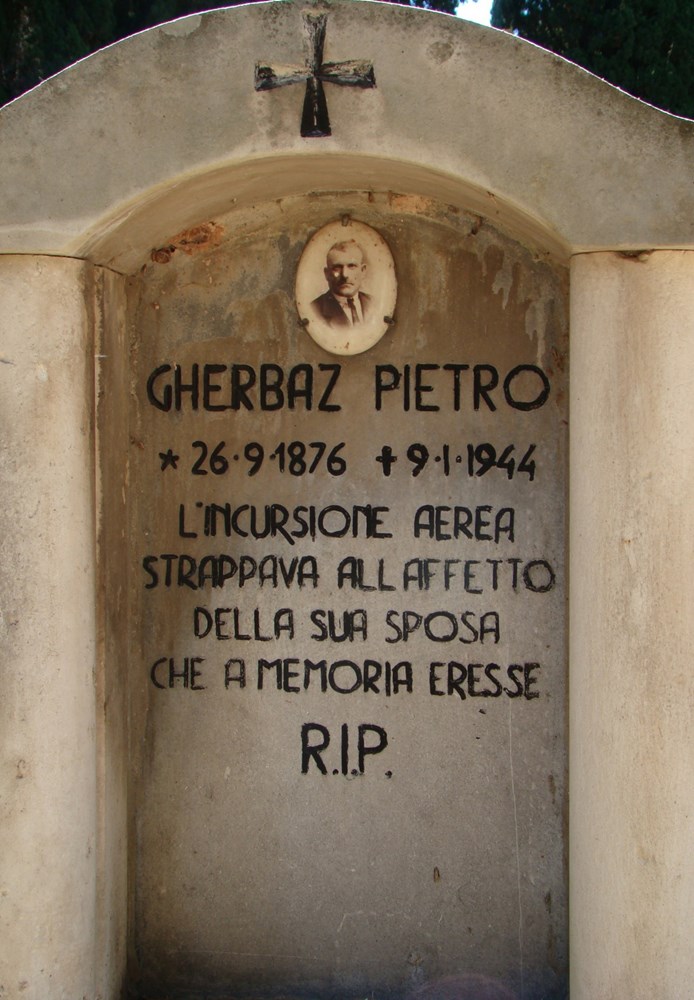 GHERBAZ PIETRO
* 26·9·1876 ✝ 9·1·1944
L'INCURSIONE AEREA
STRAPPAVA ALL AFFETTO
DELLA SUA SPOSA
CHE A MEMORIA ERESSE
R.I.P.